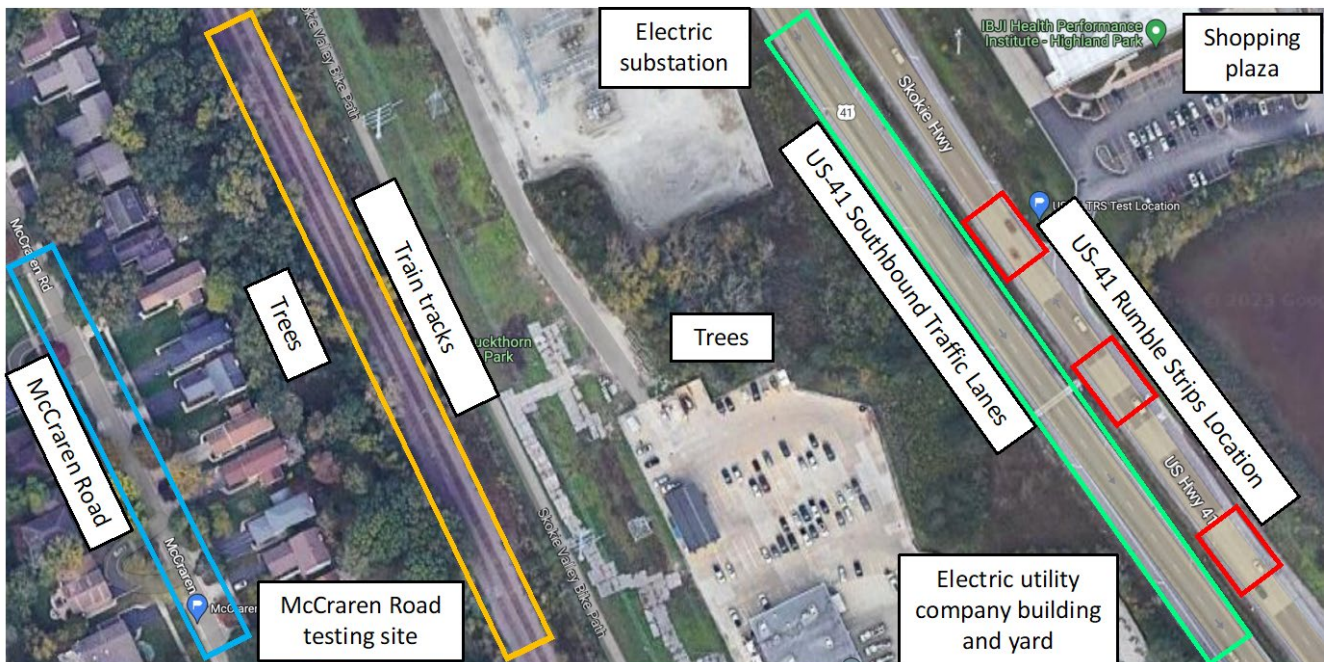 Electric
substation
IBJI Health Performance
Institute - Highland Park
Shopping
plaza
Skokie Valley Bike Path
41
Skokie Hwy
US-41 Southbound Traffic Lanes
TRS Test Location
US-41 Rumble Strips Location
McCraren Rd
Trees
Train tracks
Park
Trees
McCraren Road
US Hwy 41
McCraren
McCraren Road
testing site
Skokie Valley Bike Path
Electric utility
company building
and yard